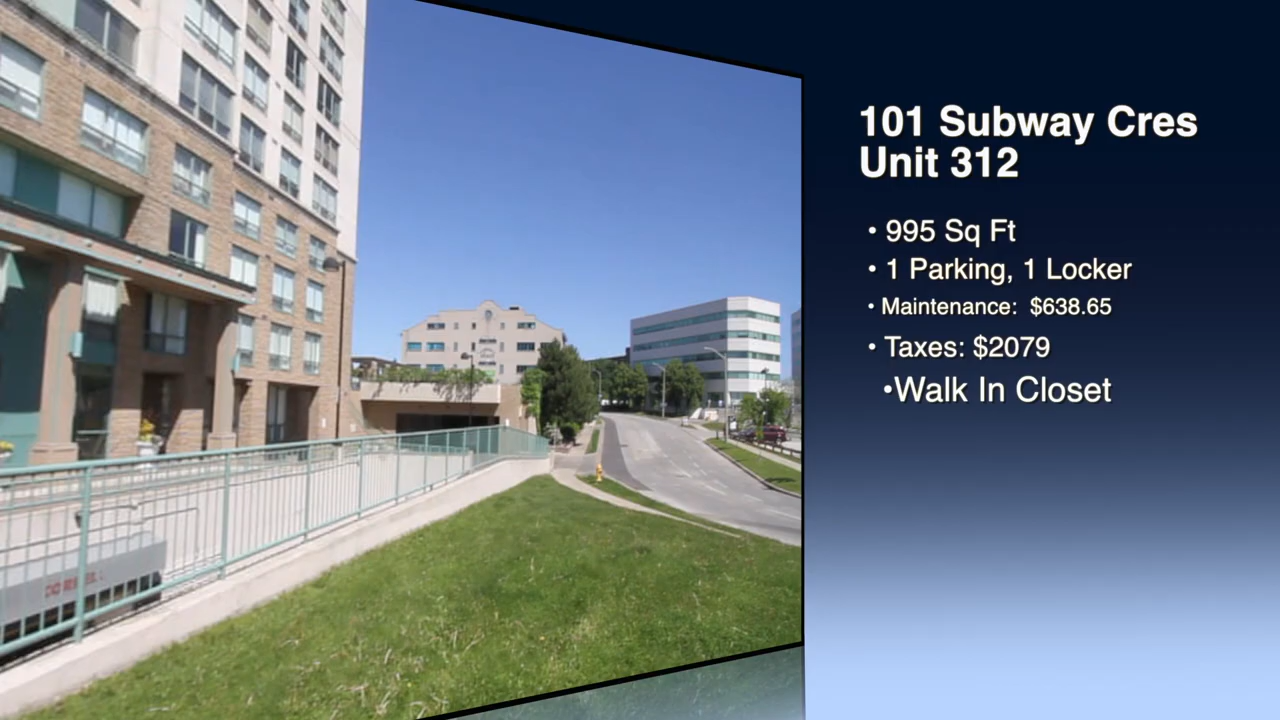 101 Subway Cres
Unit 312
• 995 Sq Ft
• 1 Parking, 1 Locker
• Maintenance:  $638.65
• Taxes: $2079
•Walk In Closet